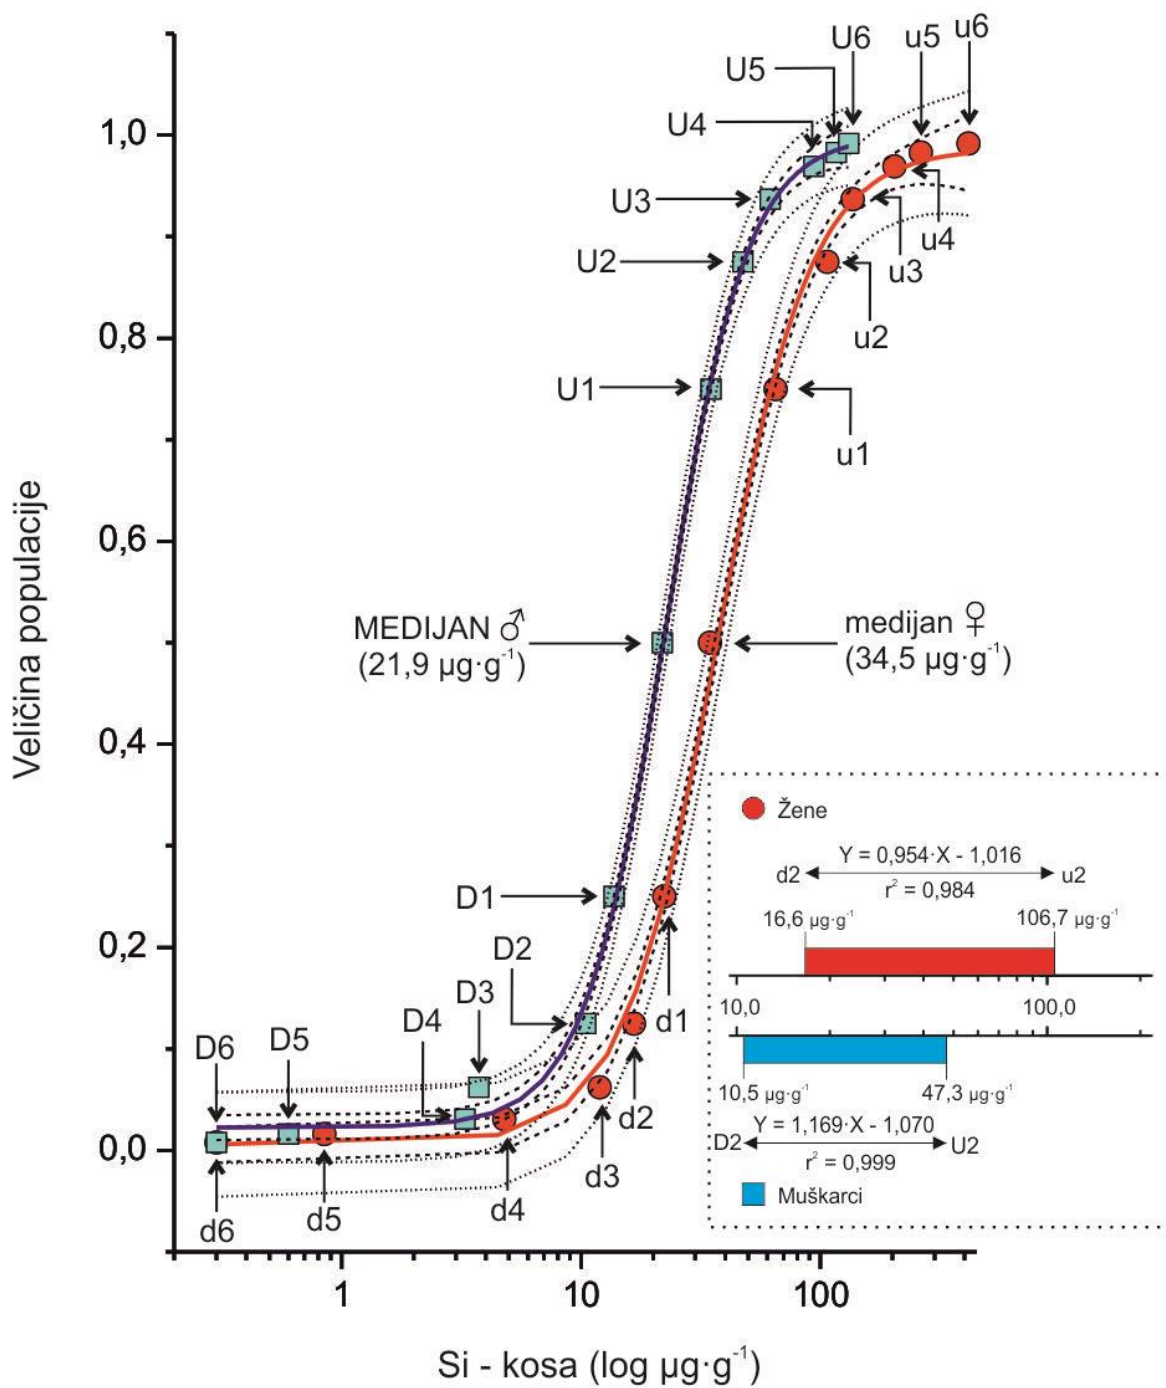 u6
u5
U6
U5
U4
1,0
U3
u4
u3
U2
u2
0,8
U1
u1
0,6
Veličina populacije
MEDIJAN ♂
(21,9 µg·g⁻¹)
medijan ♀
(34,5 µg·g⁻¹)
0,4
Žene
Y = 0,954·X - 1,016
d2
u2
r² = 0,984
D1
16,6 µg·g⁻¹
106,7 µg·g⁻¹
0,2
D2
D3
d1
10,0
100,0
D4
D5
D6
10,5 µg·g⁻¹
47,3 µg·g⁻¹
d2
Y = 1,169·X - 1,070
D2
U2
r² = 0,999
0,0
d3
Muškarci
d4
d5
d6
1
10
100
Si - kosa (log µg·g⁻¹)